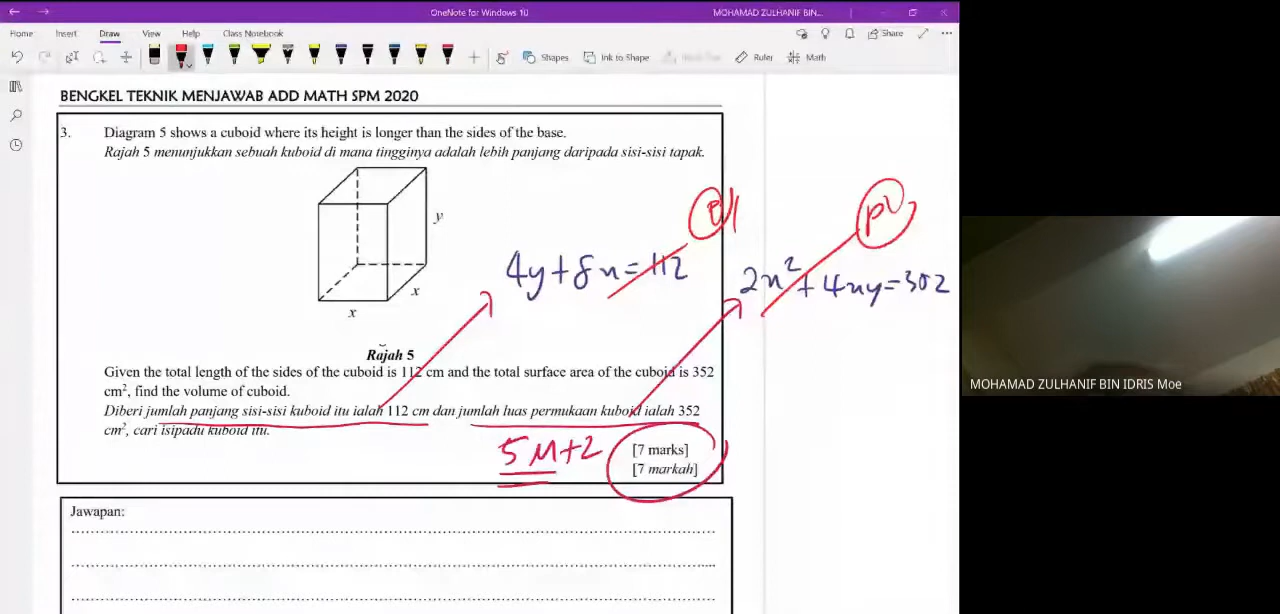 OneNote for Windows 10
MOHAMAD ZULHANIF BIN...
Home Insert Draw View Help Class Notebook
Share
Shapes Ink to Shape Ruler Math
BENGKEL TEKNIK MENJAWAB ADD MATH SPM 2020
3. Diagram 5 shows a cuboid where its height is longer than the sides of the base.
Rajah 5 menunjukkan sebuah kuboid di mana tingginya adalah lebih panjang daripada sisi-sisi tapak.
y
x
x
4y+8x=112
P1
2x²+4xy=352
P1
Rajah 5
Given the total length of the sides of the cuboid is 112 cm and the total surface area of the cuboid is 352
cm², find the volume of cuboid.
Diberi jumlah panjang sisi-sisi kuboid itu ialah 112 cm dan jumlah luas permukaan kuboid ialah 352
cm², cari isipadu kuboid itu.
5M+2
[7 marks]
[7 markah]
Jawapan:
MOHAMAD ZULHANIF BIN IDRIS Moe